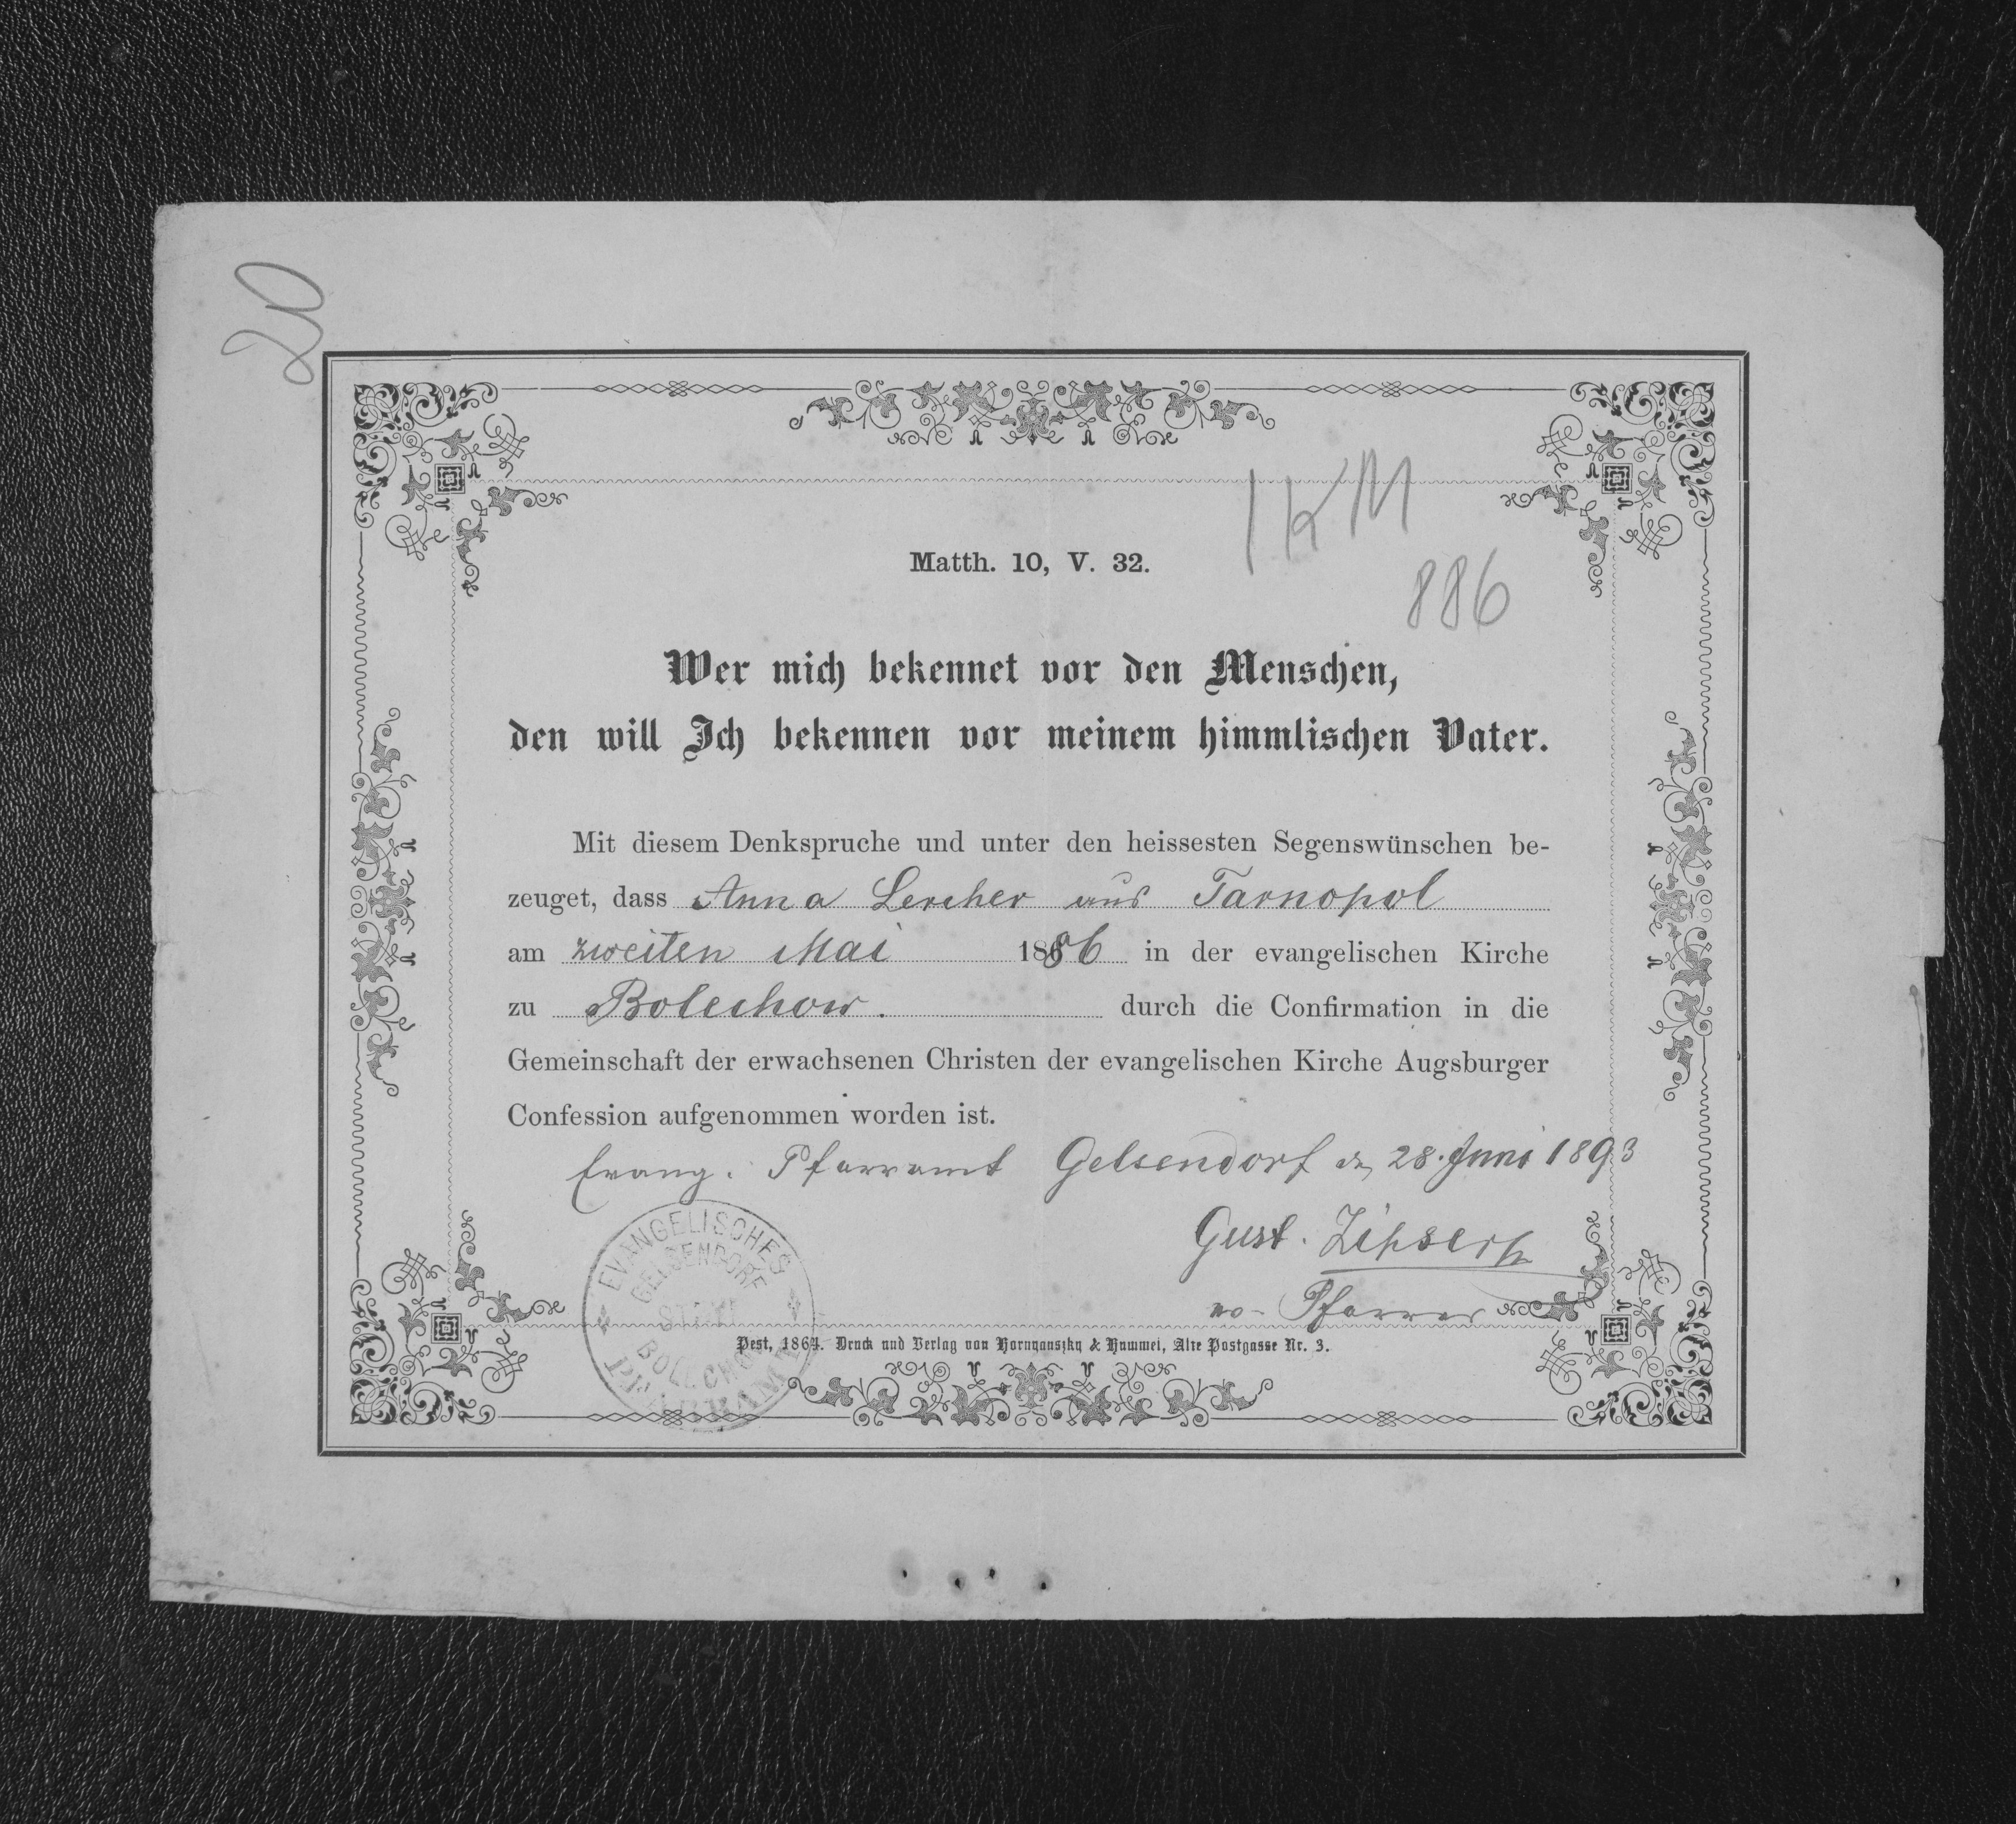 20
1 KM
886
Matth. 10, V. 32.
Wer mich bekennet vor den Menschen,
den will Ich bekennen vor meinem himmlischen Vater.
Mit diesem Denkspruche und unter den heissesten Segenswünschen be-
zeuget, dass Anna Lercher aus Tarnopol
am zweiten Mai 1886 in der evangelischen Kirche
zu Bolechow. durch die Confirmation in die
Gemeinschaft der erwachsenen Christen der evangelischen Kirche Augsburger
Confession aufgenommen worden ist.
Evang. Pfarramt Gelsendorf 28. Juni 1893
Gust. Zipser
Pfarrer
EVANGELISCHES
GELSENDORF
STRYI
BOLECHOW
PFARRAMT
Pest, 1864. Druck und Verlag von Hornyanszky & Hummel, Alte Postgasse Nr. 3.